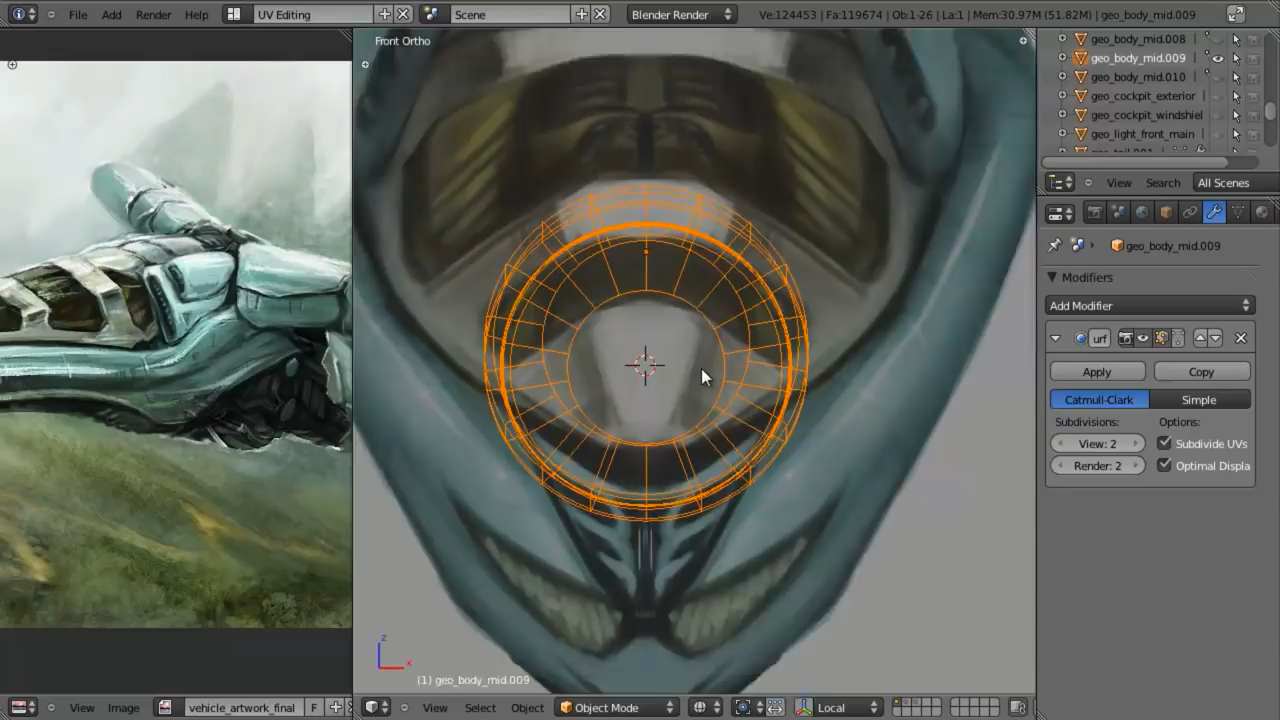 File Add Render Help UV Editing Scene Blender Render Ve:124453 | Fa:119674 | Ob:1-26 | La:1 | Mem:30.97M (51.82M) | geo_body_mid.009
Front Ortho
geo_body_mid.008
geo_body_mid.009
geo_body_mid.010
geo_cockpit_exterior
geo_cockpit_windshiel
geo_light_front_main
View Search All Scenes
geo_body_mid.009
Modifiers
Add Modifier
urf
Apply Copy
Catmull-Clark Simple
Subdivisions: Options:
View: 2 Subdivide UVs
Render: 2 Optimal Displa
z
x
(1) geo_body_mid.009
View Image vehicle_artwork_final F View Select Object Object Mode Local